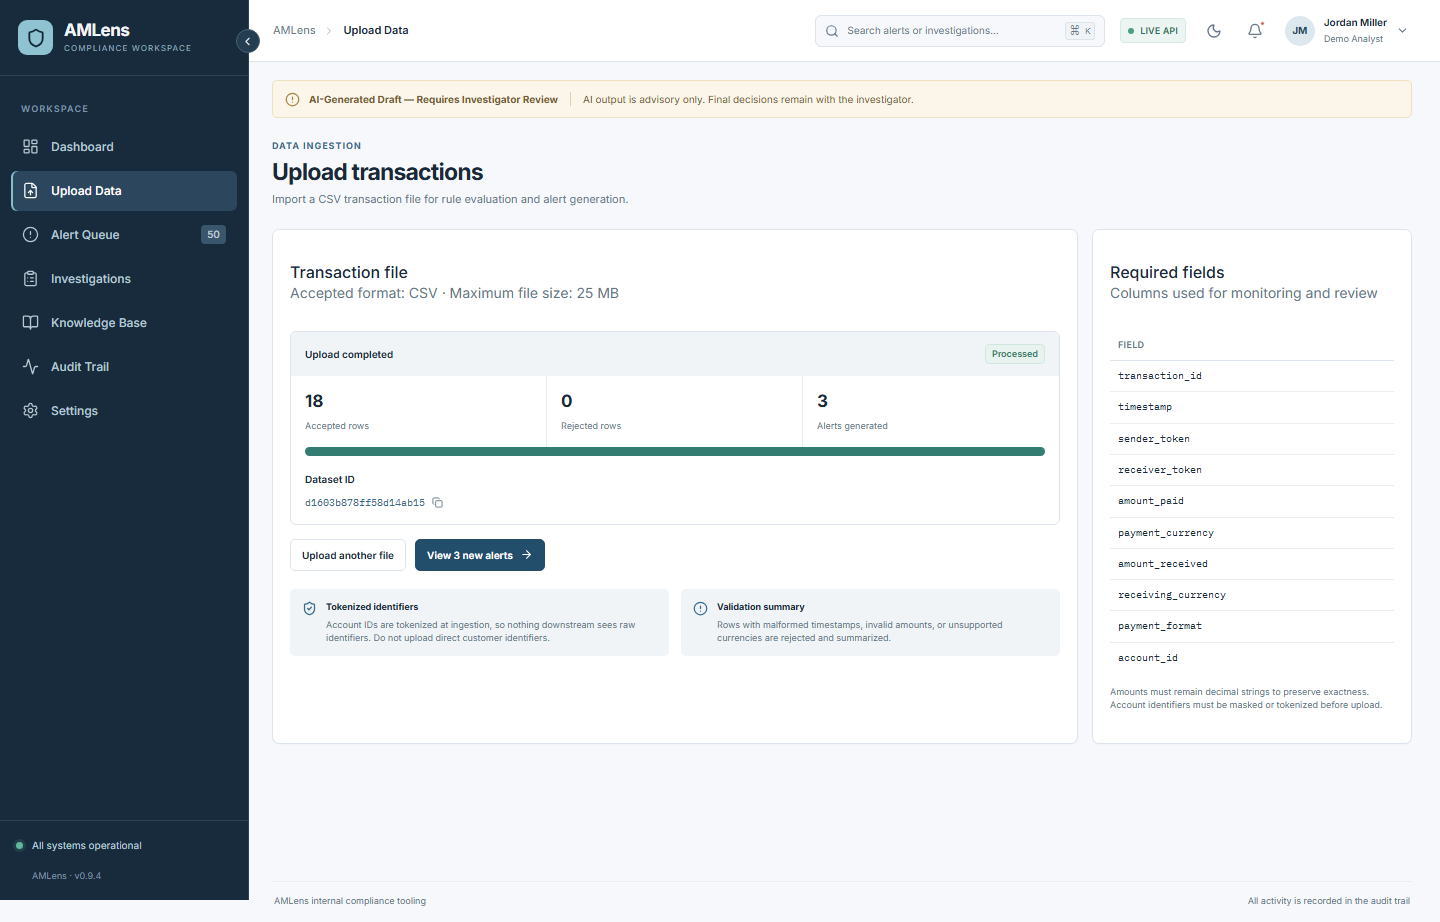 AMLens
COMPLIANCE WORKSPACE
WORKSPACE
Dashboard
Upload Data
Alert Queue 50
Investigations
Knowledge Base
Audit Trail
Settings
All systems operational
AMLens · v0.9.4
AMLens > Upload Data
Search alerts or investigations... ⌘ K
LIVE API
JM
Jordan Miller
Demo Analyst
AI-Generated Draft — Requires Investigator Review
AI output is advisory only. Final decisions remain with the investigator.
DATA INGESTION
Upload transactions
Import a CSV transaction file for rule evaluation and alert generation.
Transaction file
Accepted format: CSV · Maximum file size: 25 MB
Upload completed
Processed
18
Accepted rows
0
Rejected rows
3
Alerts generated
Dataset ID
d1603b878ff58d14ab15
Upload another file
View 3 new alerts →
Tokenized identifiers
Account IDs are tokenized at ingestion, so nothing downstream sees raw
identifiers. Do not upload direct customer identifiers.
Validation summary
Rows with malformed timestamps, invalid amounts, or unsupported
currencies are rejected and summarized.
Required fields
Columns used for monitoring and review
FIELD
transaction_id
timestamp
sender_token
receiver_token
amount_paid
payment_currency
amount_received
receiving_currency
payment_format
account_id
Amounts must remain decimal strings to preserve exactness.
Account identifiers must be masked or tokenized before upload.
AMLens internal compliance tooling
All activity is recorded in the audit trail